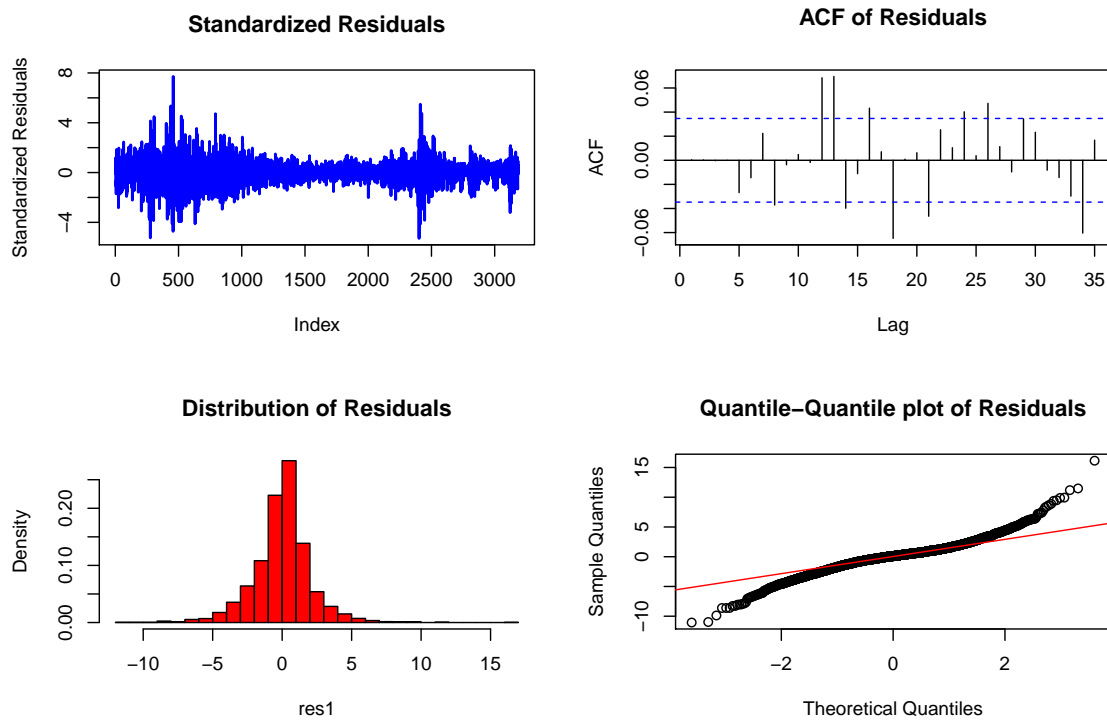 Standardized Residuals
Standardized Residuals
8
4
0
−4
0 500 1000 1500 2000 2500 3000
Index
ACF of Residuals
ACF
0.06
0.00
−0.06
0 5 10 15 20 25 30 35
Lag
Distribution of Residuals
Density
0.20
0.10
0.00
−10 −5 0 5 10 15
res1
Quantile−Quantile plot of Residuals
Sample Quantiles
15
5
0
−10
−2 0 2
Theoretical Quantiles